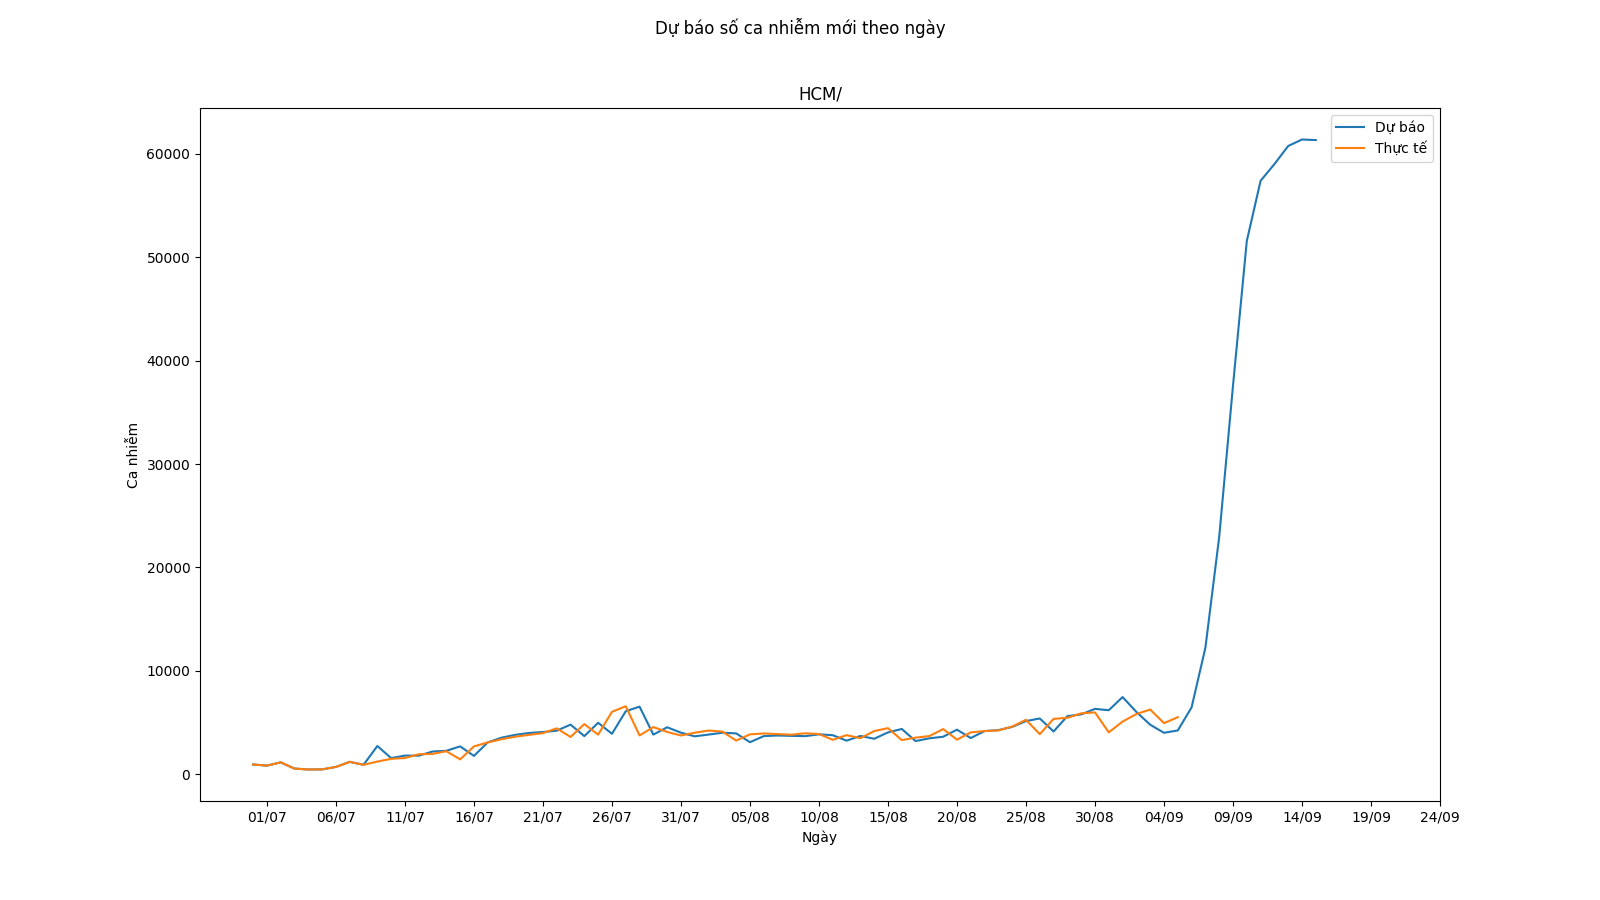 Dự báo số ca nhiễm mới theo ngày
HCM/
Dự báo
Thực tế
60000
50000
40000
30000
20000
10000
0
Ca nhiễm
01/07 06/07 11/07 16/07 21/07 26/07 31/07 05/08 10/08 15/08 20/08 25/08 30/08 04/09 09/09 14/09 19/09 24/09
Ngày